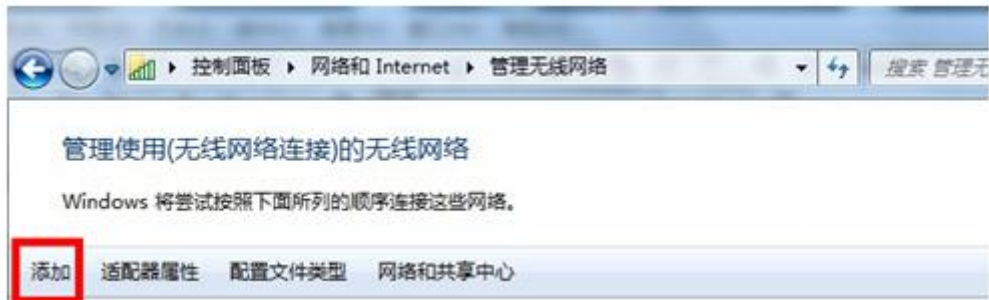 控制面板 ▸ 网络和 Internet ▸ 管理无线网络
搜索 管理无
管理使用(无线网络连接)的无线网络
Windows 将尝试按照下面所列的顺序连接这些网络。
添加 适配器属性 配置文件类型 网络和共享中心